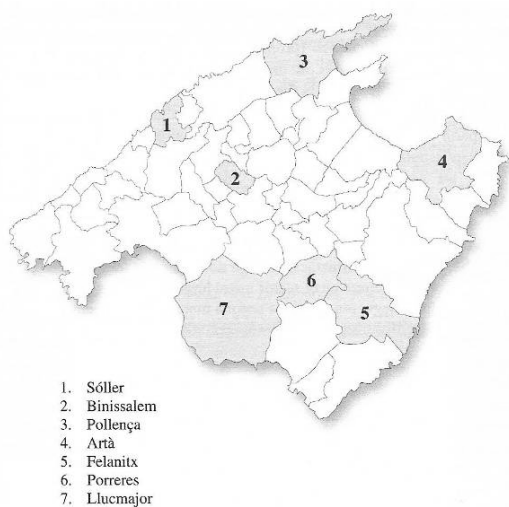 3
1
4
2
6
7
5
1. Sóller
2. Binissalem
3. Pollença
4. Artà
5. Felanitx
6. Porreres
7. Llucmajor